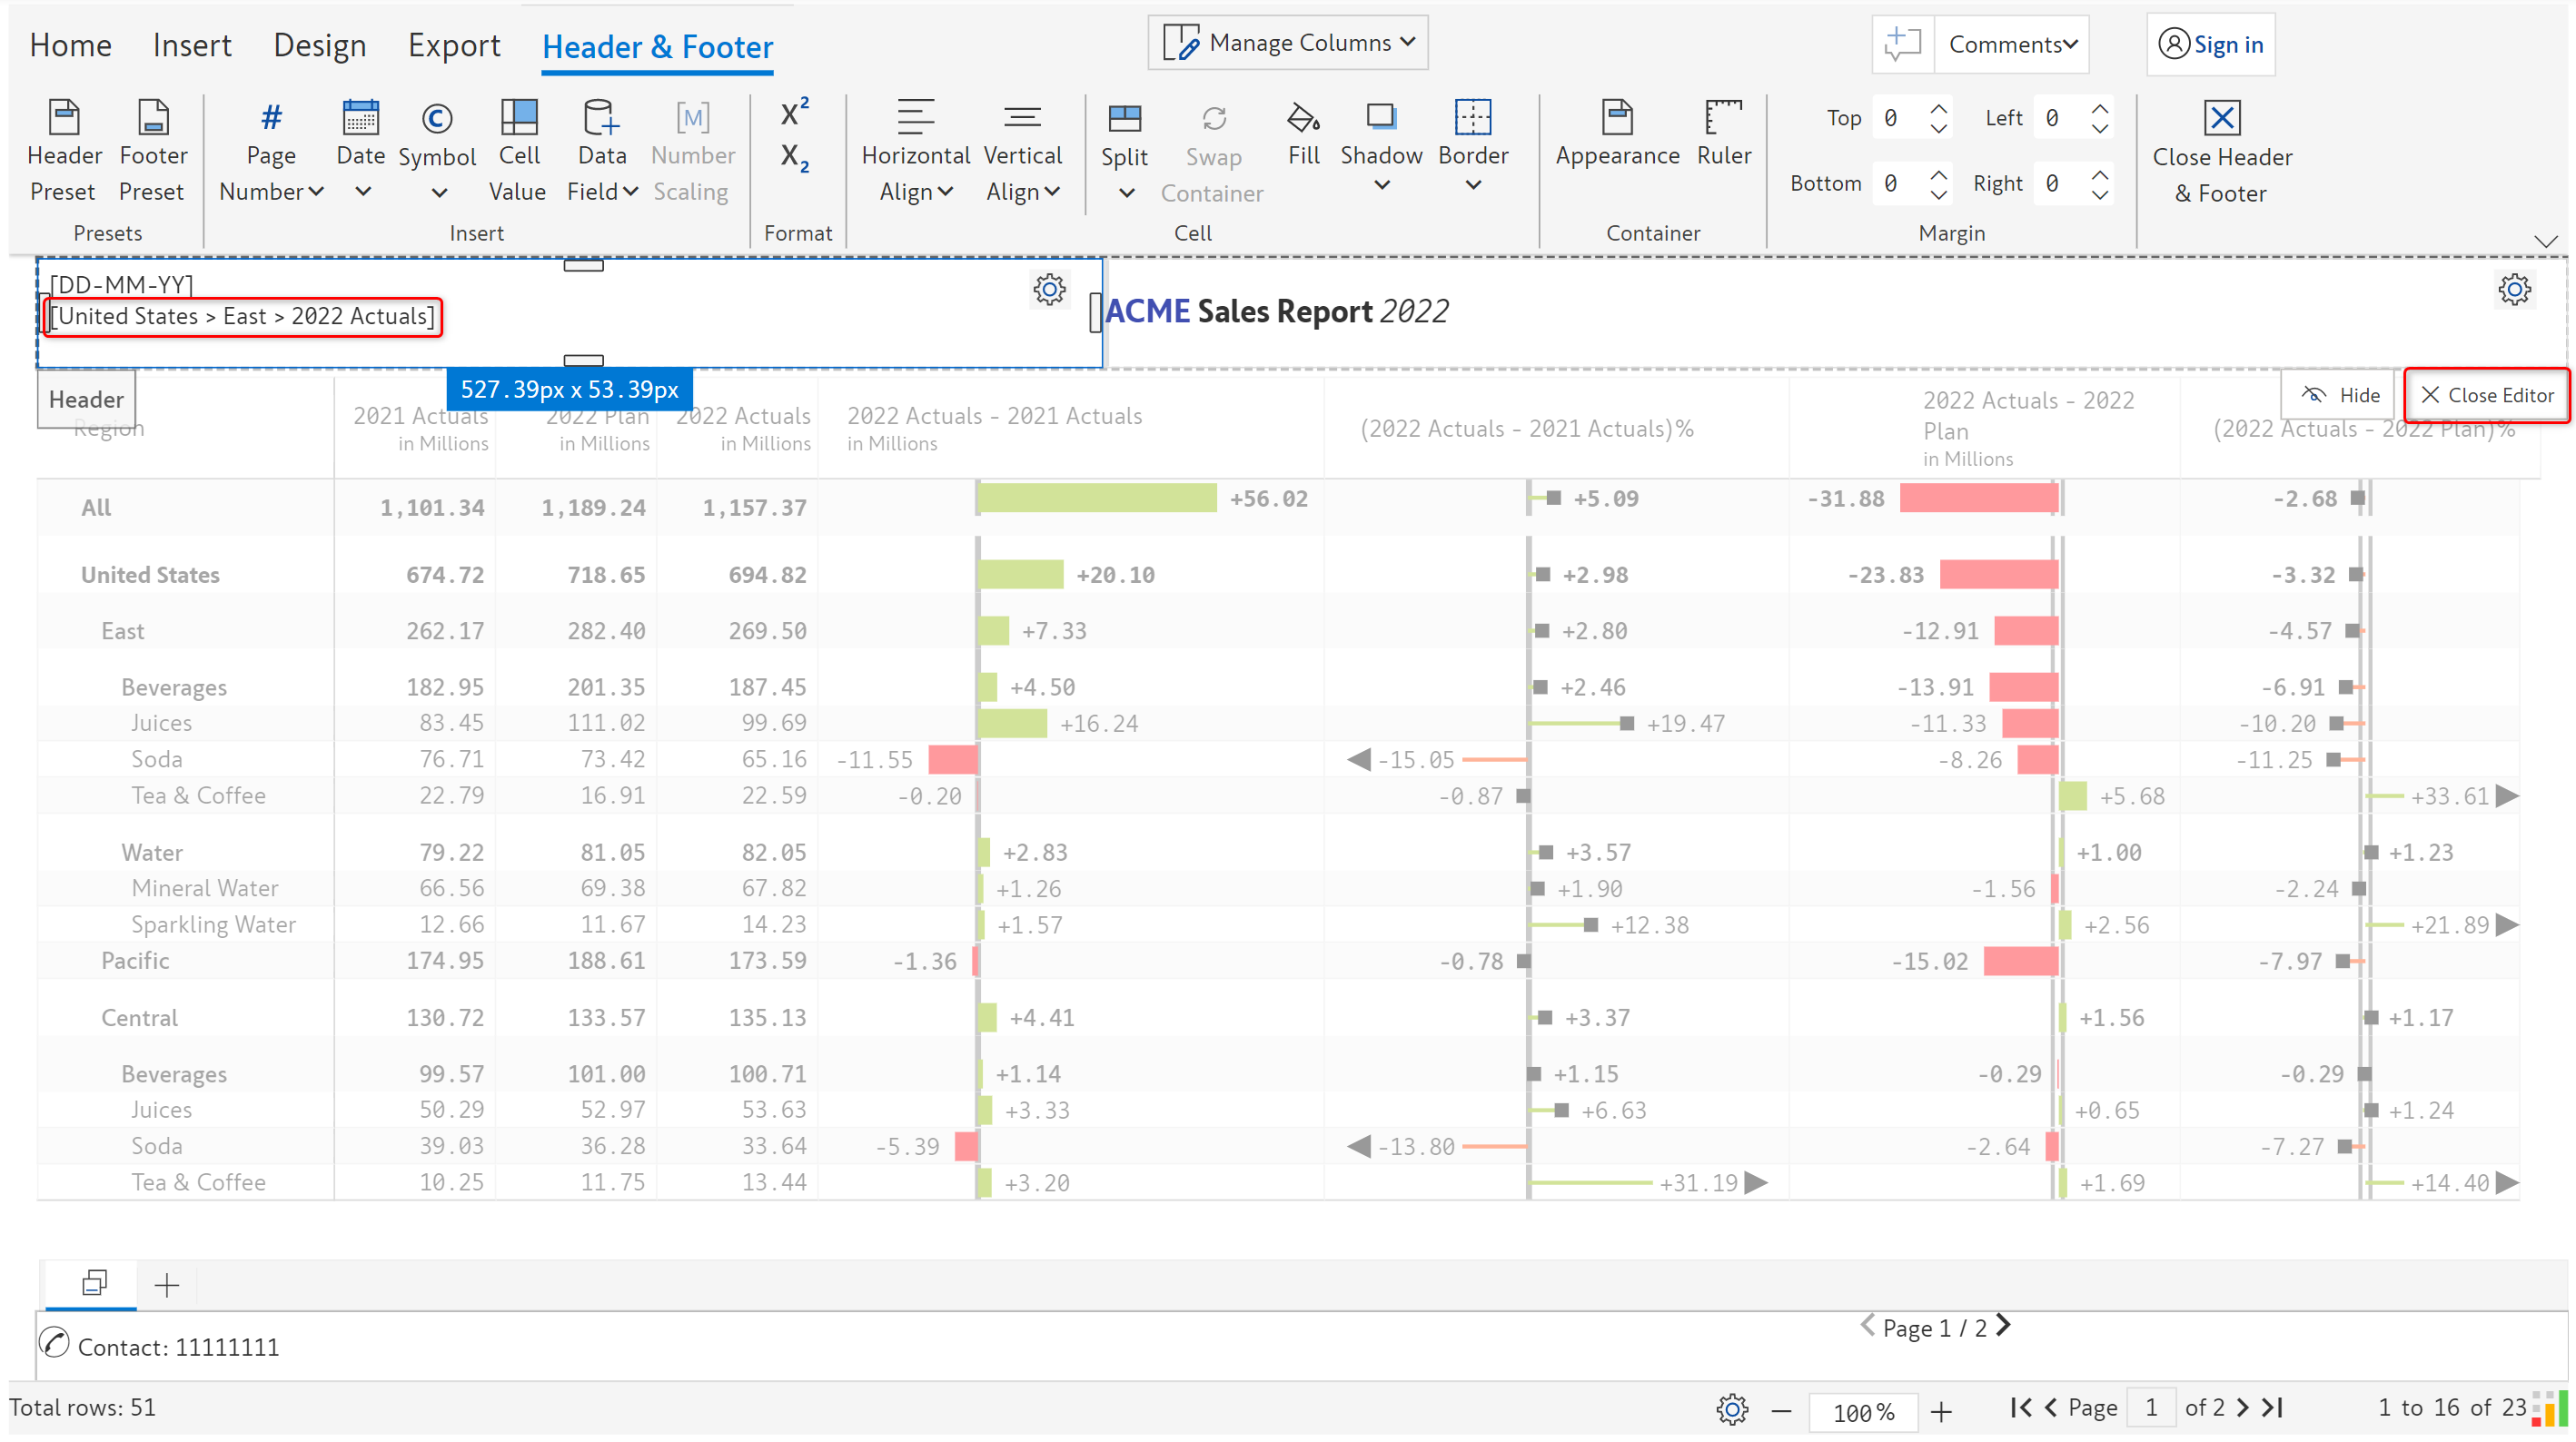 Home Insert Design Export Header & Footer Manage Columns Comments Sign in
Header Preset Footer Preset Page Number Date Symbol Cell Value Data Field [M] Number Scaling X² X₂ Horizontal Align Vertical Align Split Swap Container Fill Shadow Border Appearance Ruler Top 0 Left 0 Bottom 0 Right 0 Close Header & Footer
Presets Insert Format Cell Container Margin
[DD-MM-YY]
[United States > East > 2022 Actuals]
ACME Sales Report 2022
Header 527.39px x 53.39px Hide Close Editor
Region 2021 Actuals in Millions 2022 Plan in Millions 2022 Actuals in Millions 2022 Actuals - 2021 Actuals in Millions (2022 Actuals - 2021 Actuals)% 2022 Actuals - 2022 Plan in Millions (2022 Actuals - 2022 Plan)%
All 1,101.34 1,189.24 1,157.37 +56.02 +5.09 -31.88 -2.68
United States 674.72 718.65 694.82 +20.10 +2.98 -23.83 -3.32
East 262.17 282.40 269.50 +7.33 +2.80 -12.91 -4.57
Beverages 182.95 201.35 187.45 +4.50 +2.46 -13.91 -6.91
Juices 83.45 111.02 99.69 +16.24 +19.47 -11.33 -10.20
Soda 76.71 73.42 65.16 -11.55 -15.05 -8.26 -11.25
Tea & Coffee 22.79 16.91 22.59 -0.20 -0.87 +5.68 +33.61
Water 79.22 81.05 82.05 +2.83 +3.57 +1.00 +1.23
Mineral Water 66.56 69.38 67.82 +1.26 +1.90 -1.56 -2.24
Sparkling Water 12.66 11.67 14.23 +1.57 +12.38 +2.56 +21.89
Pacific 174.95 188.61 173.59 -1.36 -0.78 -15.02 -7.97
Central 130.72 133.57 135.13 +4.41 +3.37 +1.56 +1.17
Beverages 99.57 101.00 100.71 +1.14 +1.15 -0.29 -0.29
Juices 50.29 52.97 53.63 +3.33 +6.63 +0.65 +1.24
Soda 39.03 36.28 33.64 -5.39 -13.80 -2.64 -7.27
Tea & Coffee 10.25 11.75 13.44 +3.20 +31.19 +1.69 +14.40
Contact: 11111111 Page 1 / 2
Total rows: 51 100% Page 1 of 2 1 to 16 of 23